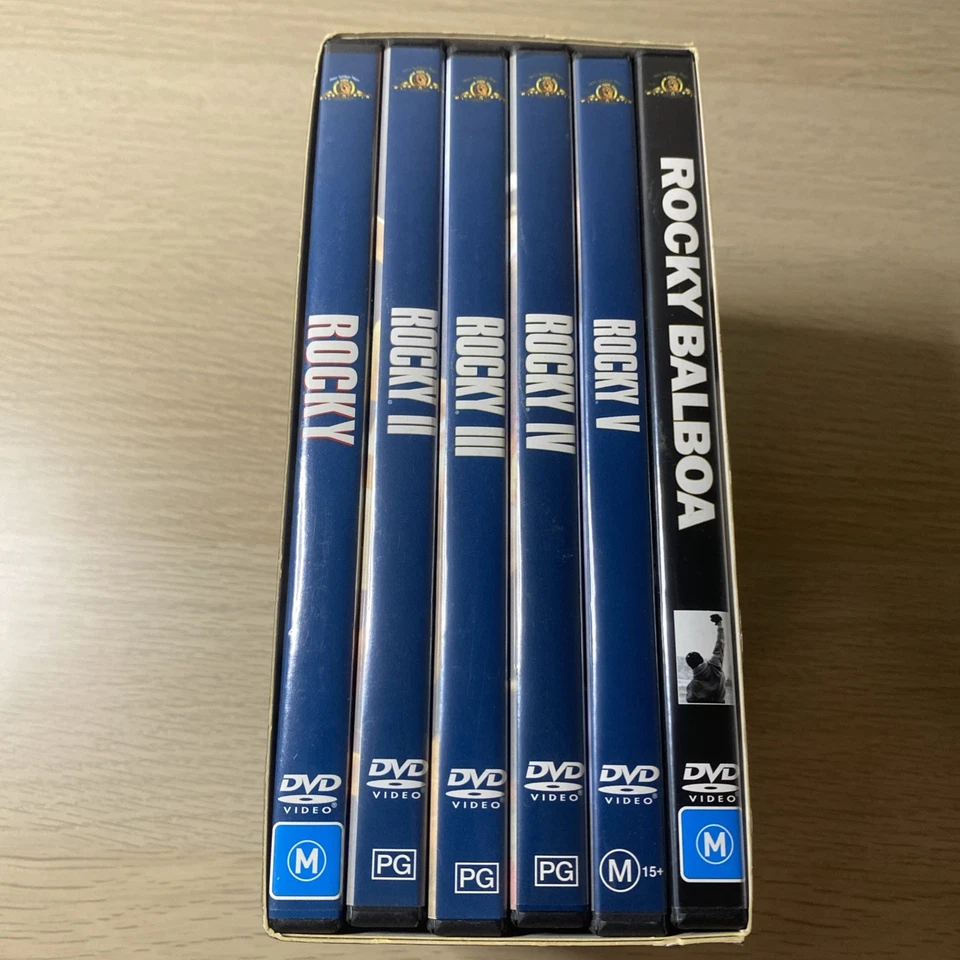 ROCKY
DVD
VIDEO
M
ROCKY II
DVD
VIDEO
PG
ROCKY III
DVD
VIDEO
PG
ROCKY IV
DVD
VIDEO
PG
ROCKY V
DVD
VIDEO
M 15+
ROCKY BALBOA
DVD
VIDEO
M